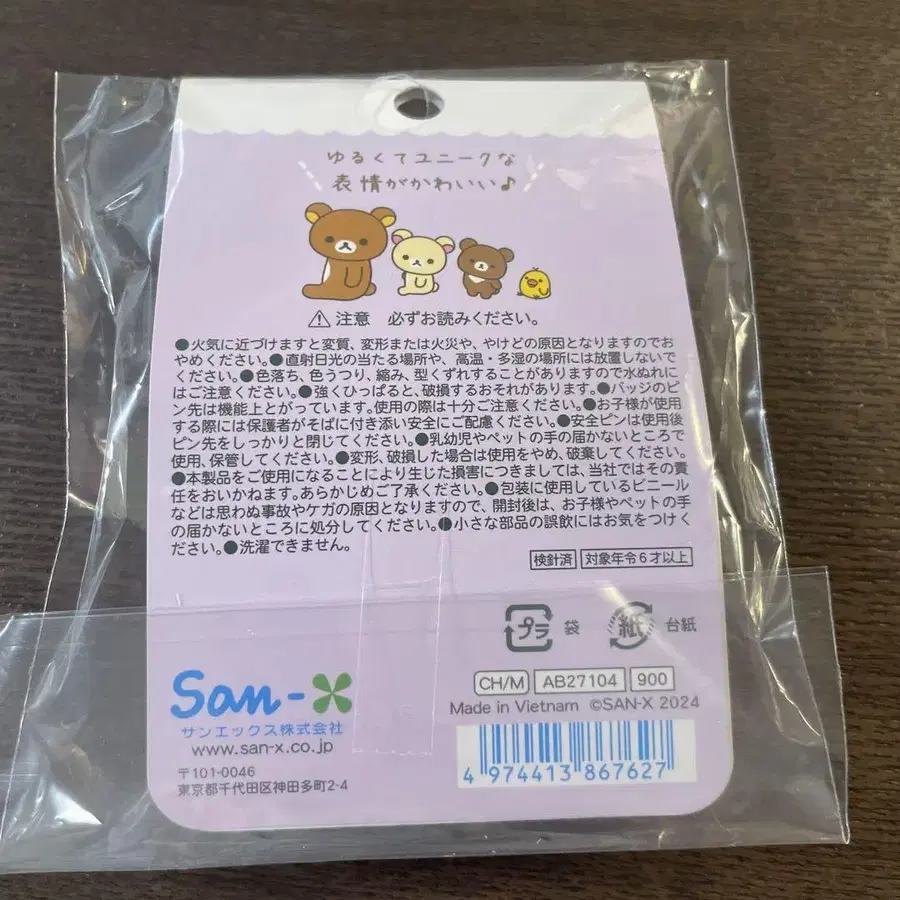 ゆるくてユニークな
表情がかわいい♪
⚠注意 必ずお読みください。
●火気に近づけますと変質、変形または火災や、やけどの原因となりますのでお
やめください。●直射日光の当たる場所や、高温・多湿の場所には放置しないで
ください。●色落ち、色うつり、縮み、型くずれすることがありますので水ぬれに
はご注意ください。●強くひっぱると、破損するおそれがあります。●バッジのピ
ン先は機能上とがっています。使用の際は十分ご注意ください。●お子様が使用
する際には保護者がそばに付き添い安全にご配慮ください。●安全ピンは使用後
ピン先をしっかりと閉じてください。●乳幼児やペットの手の届かないところで
使用、保管してください。●変形、破損した場合は使用をやめ、破棄してください。
●本製品をご使用になることにより生じた損害につきましては、当社ではその責
任をおいかねます。あらかじめご了承ください。●包装に使用しているビニール
などは思わぬ事故やケガの原因となりますので、開封後は、お子様やペットの手
の届かないところに処分してください。●小さな部品の誤飲にはお気をつけく
ださい。●洗濯できません。
検針済 対象年令6才以上
プラ 袋 紙 台紙
San-X
サンエックス株式会社
www.san-x.co.jp
〒101-0046
東京都千代田区神田多町2-4
CH/M AB27104 900
Made in Vietnam ©SAN-X 2024
4 974413 867627